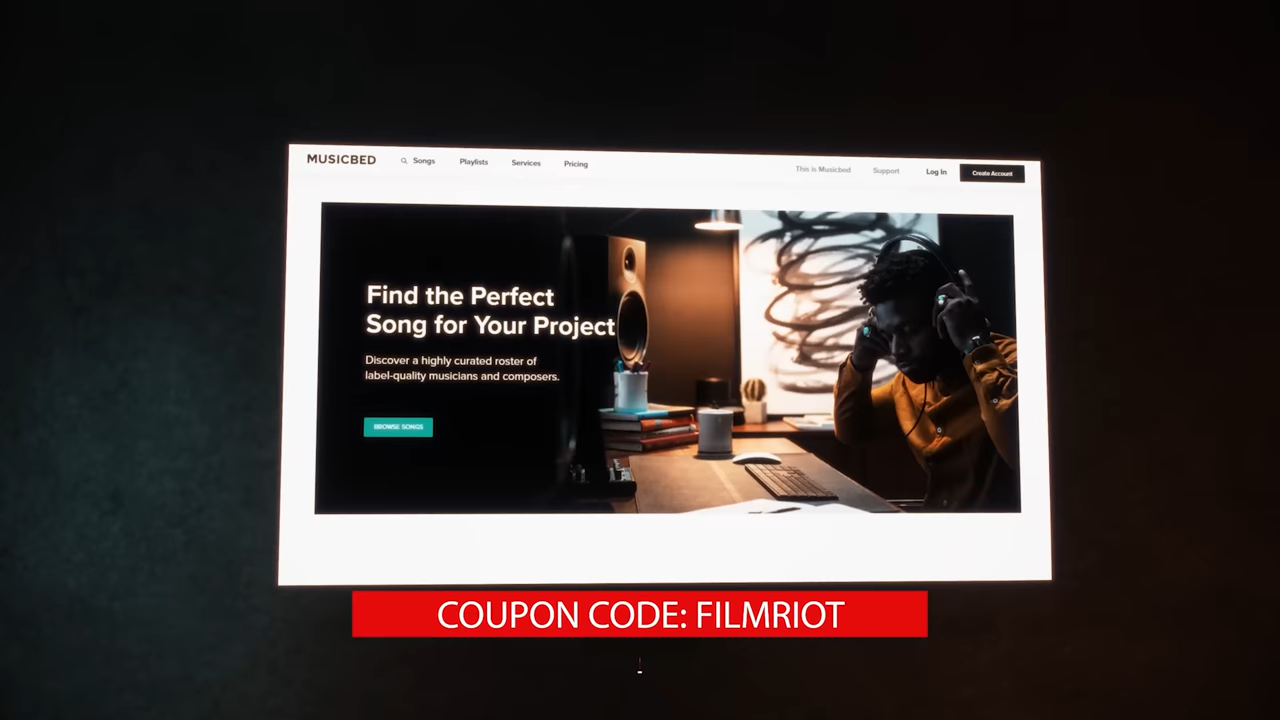 MUSICBED
Songs
Playlists
Services
Pricing
This is Musicbed
Support
Log In
Create Account
Find the Perfect
Song for Your Project
Discover a highly curated roster of
label-quality musicians and composers.
BROWSE SONGS
COUPON CODE: FILMRIOT